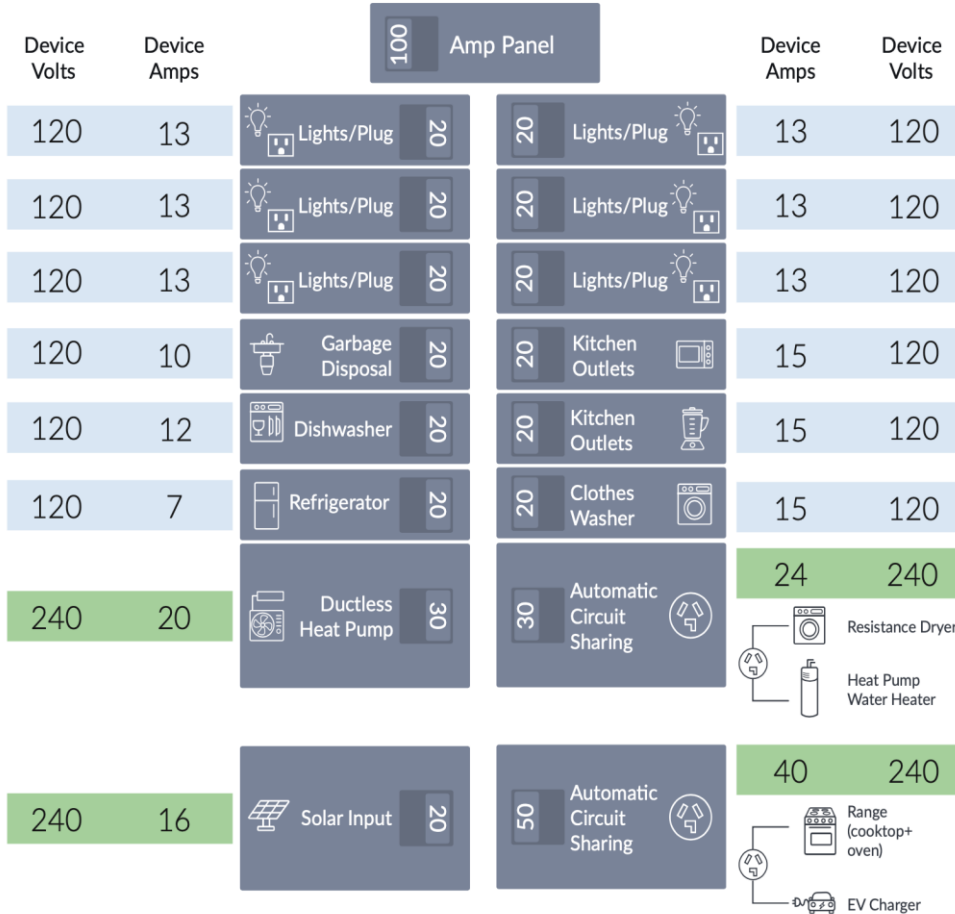 100 Amp Panel
Device Volts
Device Amps
Device Amps
Device Volts
120 13 Lights/Plug 20
20 Lights/Plug 13 120
120 13 Lights/Plug 20
20 Lights/Plug 13 120
120 13 Lights/Plug 20
20 Lights/Plug 13 120
120 10 Garbage Disposal 20
20 Kitchen Outlets 15 120
120 12 Dishwasher 20
20 Kitchen Outlets 15 120
120 7 Refrigerator 20
20 Clothes Washer 15 120
240 20 Ductless Heat Pump 30
30 Automatic Circuit Sharing 24 240
Resistance Dryer
Heat Pump
Water Heater
240 16 Solar Input 20
50 Automatic Circuit Sharing 40 240
Range
(cooktop+
oven)
EV Charger